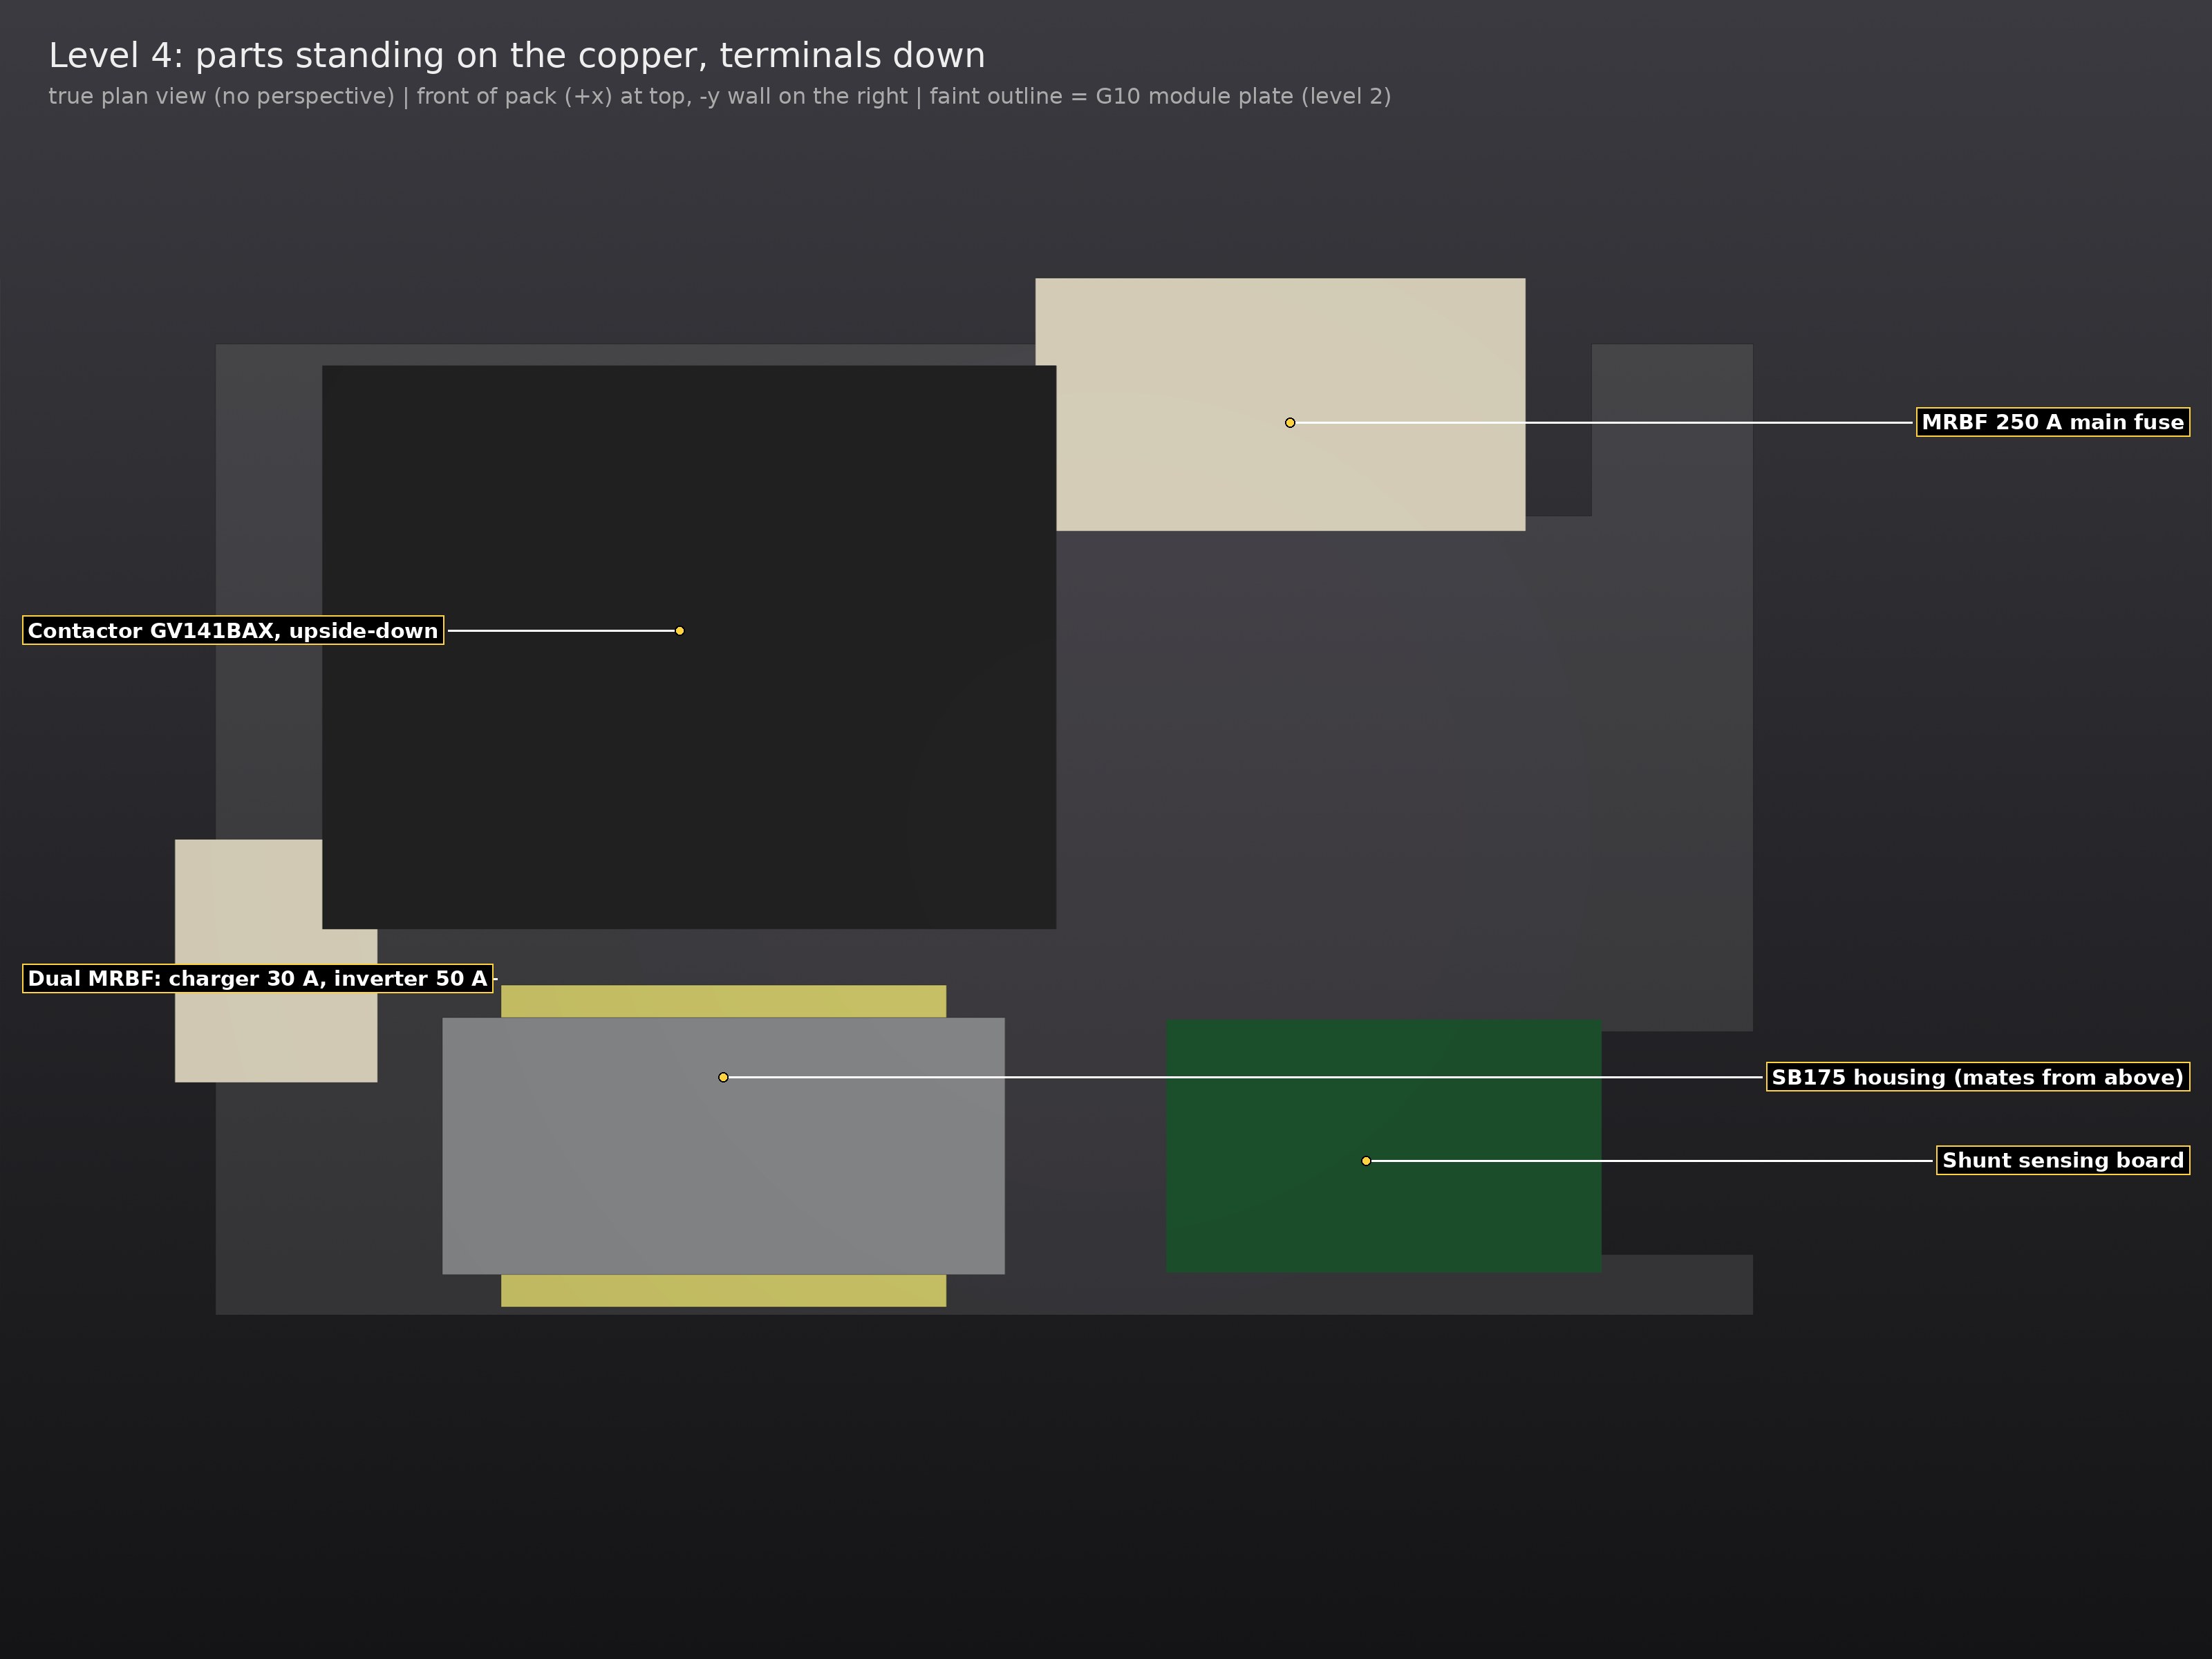 Level 4: parts standing on the copper, terminals down
true plan view (no perspective) | front of pack (+x) at top, -y wall on the right | faint outline = G10 module plate (level 2)
MRBF 250 A main fuse
Contactor GV141BAX, upside-down
Dual MRBF: charger 30 A, inverter 50 A
SB175 housing (mates from above)
Shunt sensing board